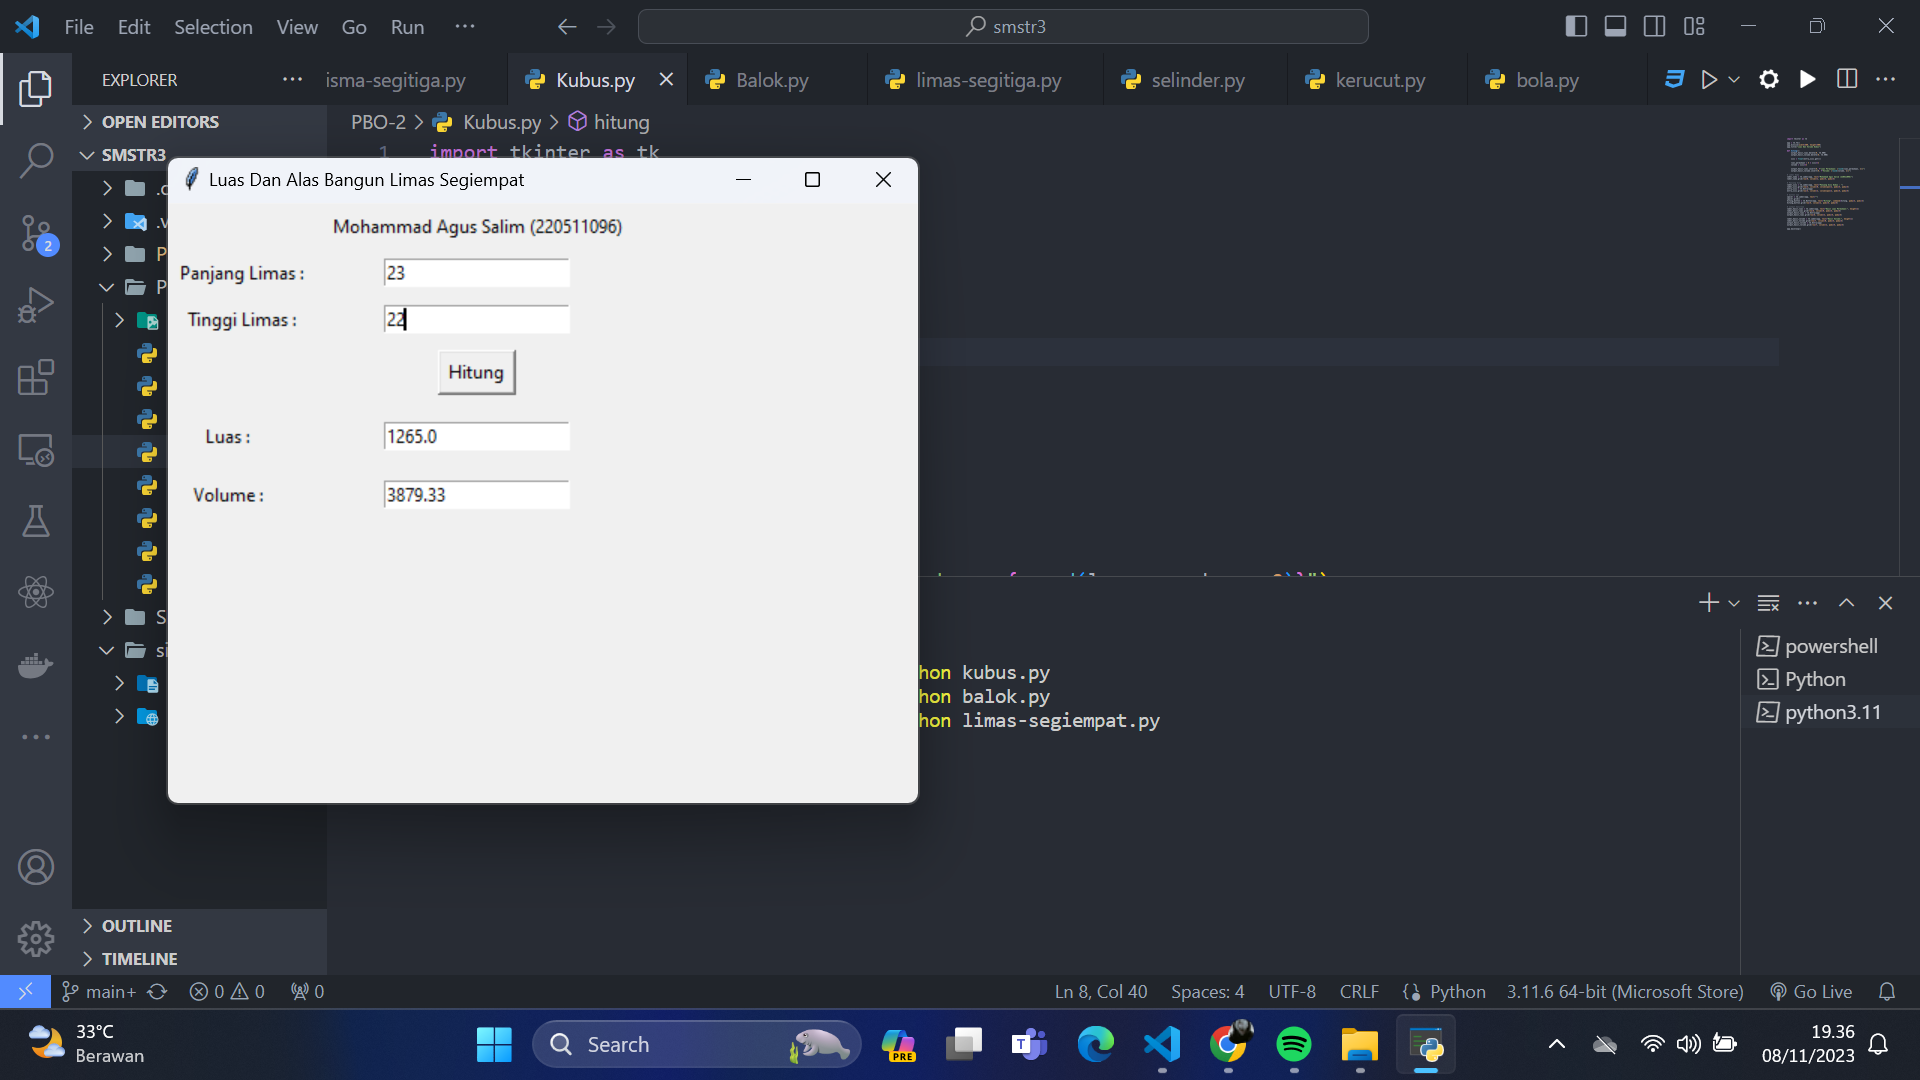 File Edit Selection View Go Run ...
smstr3
EXPLORER ...
isma-segitiga.py
Kubus.py
Balok.py
limas-segitiga.py
selinder.py
kerucut.py
bola.py
OPEN EDITORS
SMSTR3
PBO-2 > Kubus.py > hitung
1 import tkinter as tk
Luas Dan Alas Bangun Limas Segiempat
Mohammad Agus Salim (220511096)
Panjang Limas : 23
Tinggi Limas : 22
Hitung
Luas : 1265.0
Volume : 3879.33
2
hon kubus.py
hon balok.py
hon limas-segiempat.py
powershell
Python
python3.11
OUTLINE
TIMELINE
main+ 0 0 0
Ln 8, Col 40 Spaces: 4 UTF-8 CRLF Python 3.11.6 64-bit (Microsoft Store) Go Live
33°C
Berawan
Search
PRE
19.36
08/11/2023